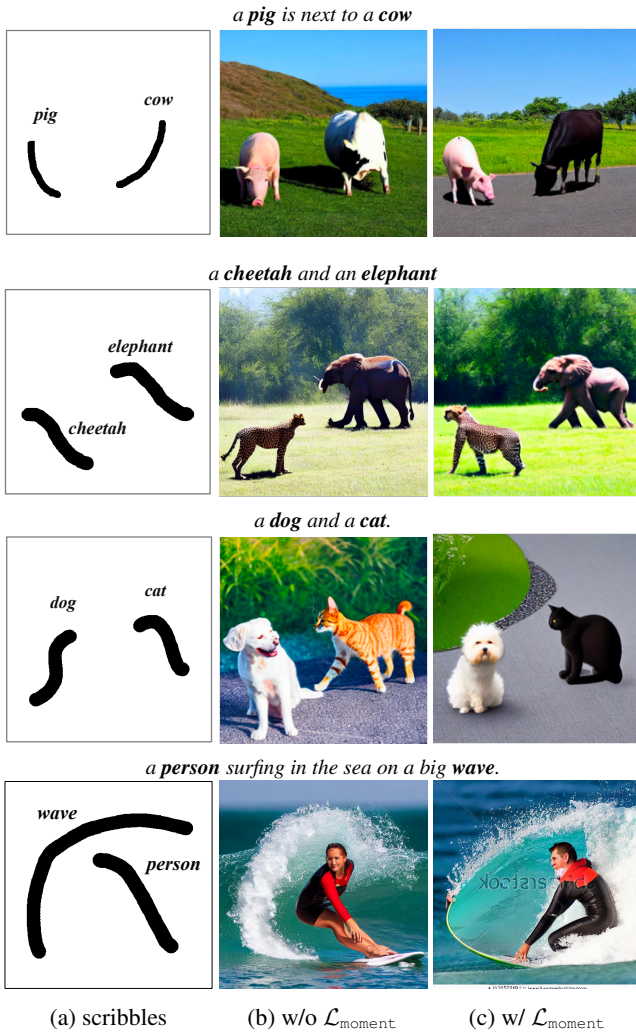 a pig is next to a cow
pig
cow
a cheetah and an elephant
elephant
cheetah
a dog and a cat.
dog
cat
a person surfing in the sea on a big wave.
wave
person
(a) scribbles
(b) w/o ℒmoment
(c) w/ ℒmoment